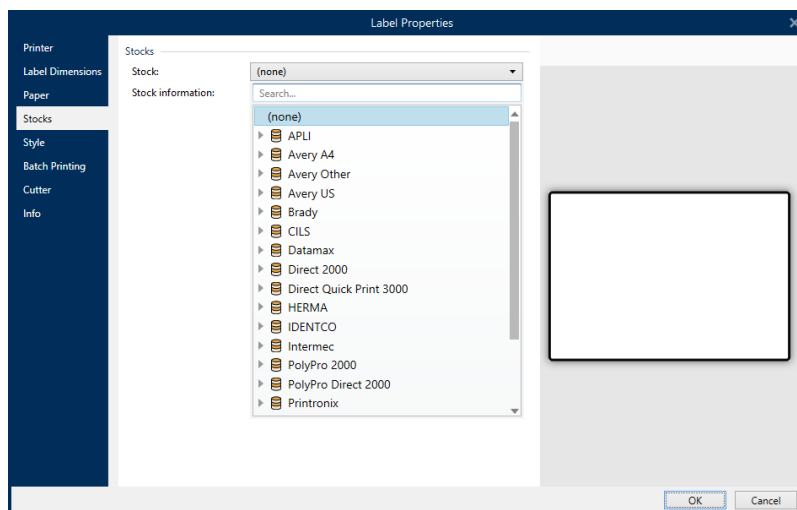 Label Properties
Printer
Label Dimensions
Paper
Stocks
Style
Batch Printing
Cutter
Info
Stocks
Stock: (none)
Stock information: Search...
(none)
APLI
Avery A4
Avery Other
Avery US
Brady
CILS
Datamax
Direct 2000
Direct Quick Print 3000
HERMA
IDENTCO
Intermec
PolyPro 2000
PolyPro Direct 2000
Printronix
OK Cancel